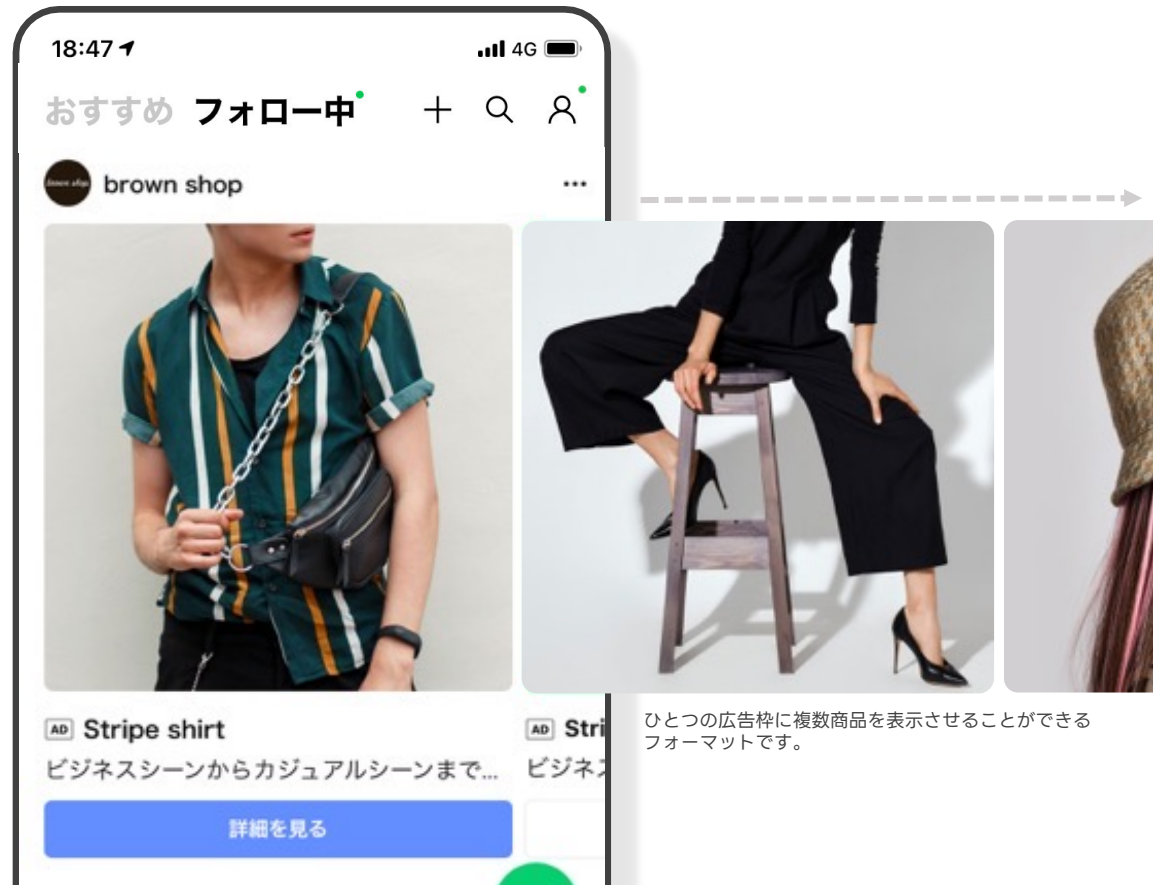 18:47
4G
おすすめ フォロー中
brown shop
AD Stripe shirt
ビジネスシーンからカジュアルシーンまで...
詳細を見る
AD Stri
ビジネ
ひとつの広告枠に複数商品を表示させることができる
フォーマットです。